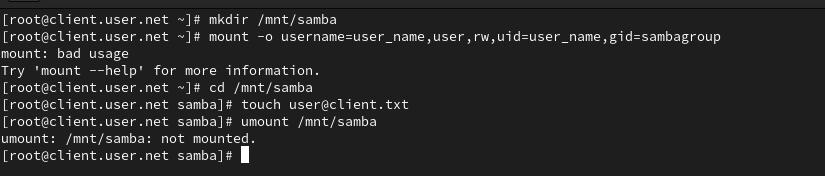 [root@client.user.net ~]# mkdir /mnt/samba
[root@client.user.net ~]# mount -o username=user_name,user,rw,uid=user_name,gid=sambagroup
mount: bad usage
Try 'mount --help' for more information.
[root@client.user.net ~]# cd /mnt/samba
[root@client.user.net samba]# touch user@client.txt
[root@client.user.net samba]# umount /mnt/samba
umount: /mnt/samba: not mounted.
[root@client.user.net samba]#